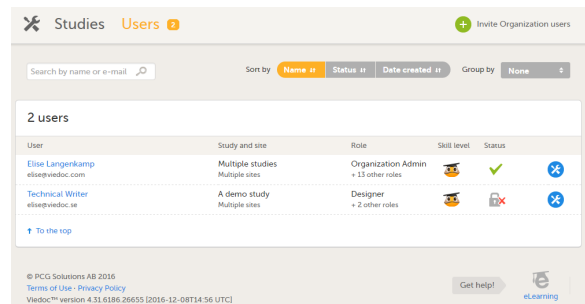 Studies Users 2
Invite Organization users
Search by name or e-mail
Sort by Name Status Date created Group by None
2 users
User Study and site Role Skill level Status
Elise Langenkamp Multiple studies Organization Admin
elise@viedoc.com Multiple sites + 13 other roles
Technical Writer A demo study Designer
elise@viedoc.se Multiple sites + 2 other roles
↑ To the top
© PCG Solutions AB 2016
Terms of Use · Privacy Policy
Viedoc™ version 4.31.6186.26655 [2016-12-08T14:56 UTC]
Get help!
eLearning